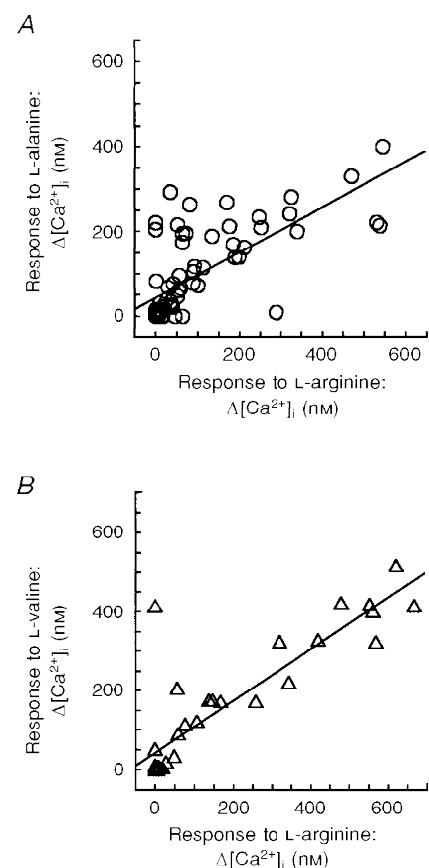 A
600
400
200
0
Response to L-alanine:
Δ[Ca²⁺]ᵢ (nM)
0 200 400 600
Response to L-arginine:
Δ[Ca²⁺]ᵢ (nM)
B
600
400
200
0
Response to L-valine:
Δ[Ca²⁺]ᵢ (nM)
0 200 400 600
Response to L-arginine:
Δ[Ca²⁺]ᵢ (nM)